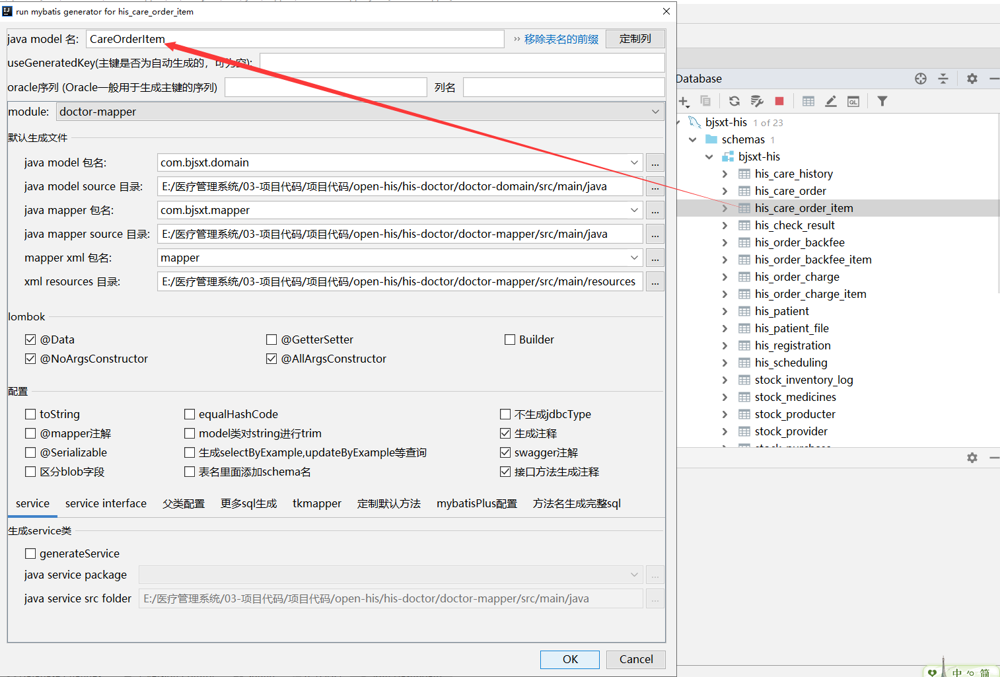 run mybatis generator for his_care_order_item
java model 名: CareOrderItem 移除表名的前缀 定制列
useGeneratedKey(主键是否为自动生成的，可为空):
oracle序列 (Oracle一般用于生成主键的序列) 列名
module: doctor-mapper
默认生成文件
java model 包名: com.bjsxt.domain ...
java model source 目录: E:/医疗管理系统/03-项目代码/项目代码/open-his/his-doctor/doctor-domain/src/main/java ...
java mapper 包名: com.bjsxt.mapper ...
java mapper source 目录: E:/医疗管理系统/03-项目代码/项目代码/open-his/his-doctor/doctor-mapper/src/main/java ...
mapper xml 包名: mapper ...
xml resources 目录: E:/医疗管理系统/03-项目代码/项目代码/open-his/his-doctor/doctor-mapper/src/main/resources ...
lombok
@Data @GetterSetter Builder
@NoArgsConstructor @AllArgsConstructor
配置
toString equalHashCode 不生成jdbcType
@mapper注解 model类对string进行trim 生成注释
@Serializable 生成selectByExample,updateByExample等查询 swagger注解
区分blob字段 表名里面添加schema名 接口方法生成注释
service service interface 父类配置 更多sql生成 tkmapper 定制默认方法 mybatisPlus配置 方法名生成完整sql
生成service类
generateService
java service package ...
java service src folder E:/医疗管理系统/03-项目代码/项目代码/open-his/his-doctor/doctor-mapper/src/main/java ...
OK Cancel
Database
QL
bjsxt-his 1 of 23
schemas 1
bjsxt-his
his_care_history
his_care_order
his_care_order_item
his_check_result
his_order_backfee
his_order_backfee_item
his_order_charge
his_order_charge_item
his_patient
his_patient_file
his_registration
his_scheduling
stock_inventory_log
stock_medicines
stock_producter
stock_provider
中 简